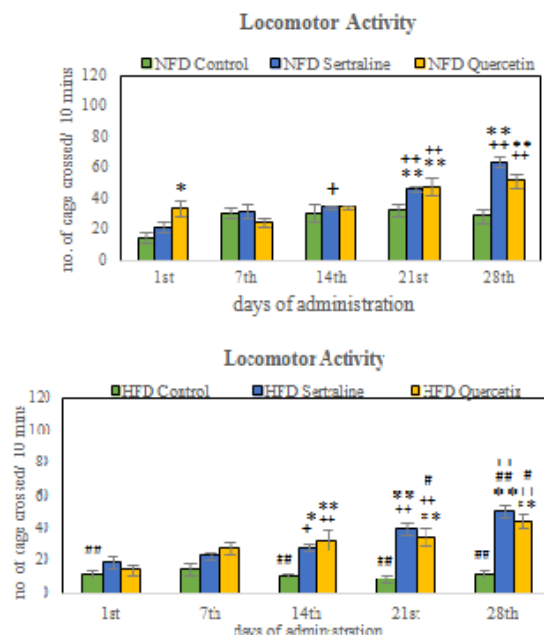 Locomotor Activity
NFD Control NFD Sertraline NFD Quercetin
no. of cage crossed/ 10 mins
120
100
80
60
40
20
0
** **
++ ++
++ ++
** **
+
*
1st 7th 14th 21st 28th
days of administration
Locomotor Activity
HFD Control HFD Sertraline HFD Quercetin
no. of cage crossed/ 10 mins
120
100
80
60
40
20
0
## #
** # **
++ ++ **
* **
+ ++
## ## ## ##
1st 7th 14th 21st 28th
days of administration